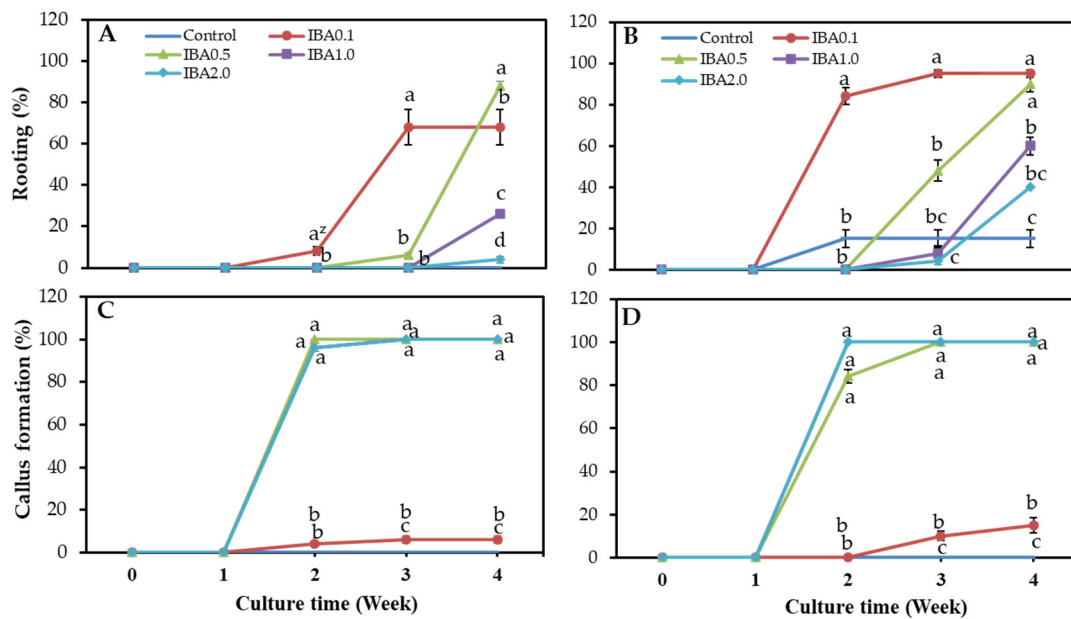 A
Control
IBA0.1
IBA0.5
IBA1.0
IBA2.0
Rooting (%)
120
100
80
60
40
20
0
a
a
b
c
d
a^z
b
b
b
B
Control
IBA0.1
IBA0.5
IBA1.0
IBA2.0
120
100
80
60
40
20
0
a
a
a
a
b
b
bc
b
bc
c
b
c
C
Callus formation (%)
120
100
80
60
40
20
0
a
a
a
a
a
a
a
a
a
b
b
b
b
c
c
0
1
2
3
4
Culture time (Week)
D
120
100
80
60
40
20
0
a
a
a
a
a
a
a
a
a
b
b
b
b
c
c
0
1
2
3
4
Culture time (Week)